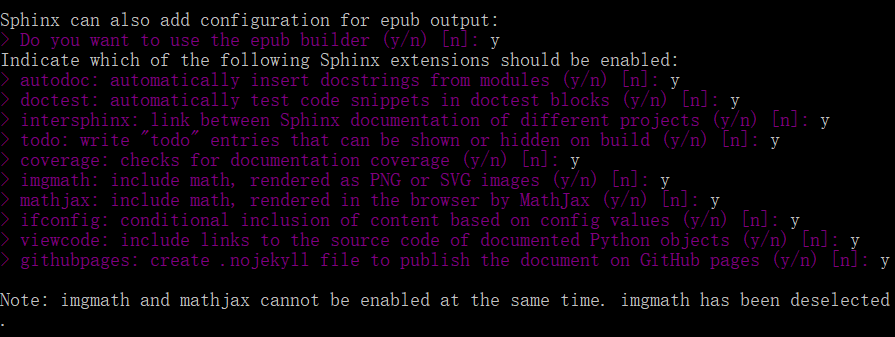 Sphinx can also add configuration for epub output:
> Do you want to use the epub builder (y/n) [n]: y
Indicate which of the following Sphinx extensions should be enabled:
> autodoc: automatically insert docstrings from modules (y/n) [n]: y
> doctest: automatically test code snippets in doctest blocks (y/n) [n]: y
> intersphinx: link between Sphinx documentation of different projects (y/n) [n]: y
> todo: write "todo" entries that can be shown or hidden on build (y/n) [n]: y
> coverage: checks for documentation coverage (y/n) [n]: y
> imgmath: include math, rendered as PNG or SVG images (y/n) [n]: y
> mathjax: include math, rendered in the browser by MathJax (y/n) [n]: y
> ifconfig: conditional inclusion of content based on config values (y/n) [n]: y
> viewcode: include links to the source code of documented Python objects (y/n) [n]: y
> githubpages: create .nojekyll file to publish the document on GitHub pages (y/n) [n]: y
Note: imgmath and mathjax cannot be enabled at the same time. imgmath has been deselected
.